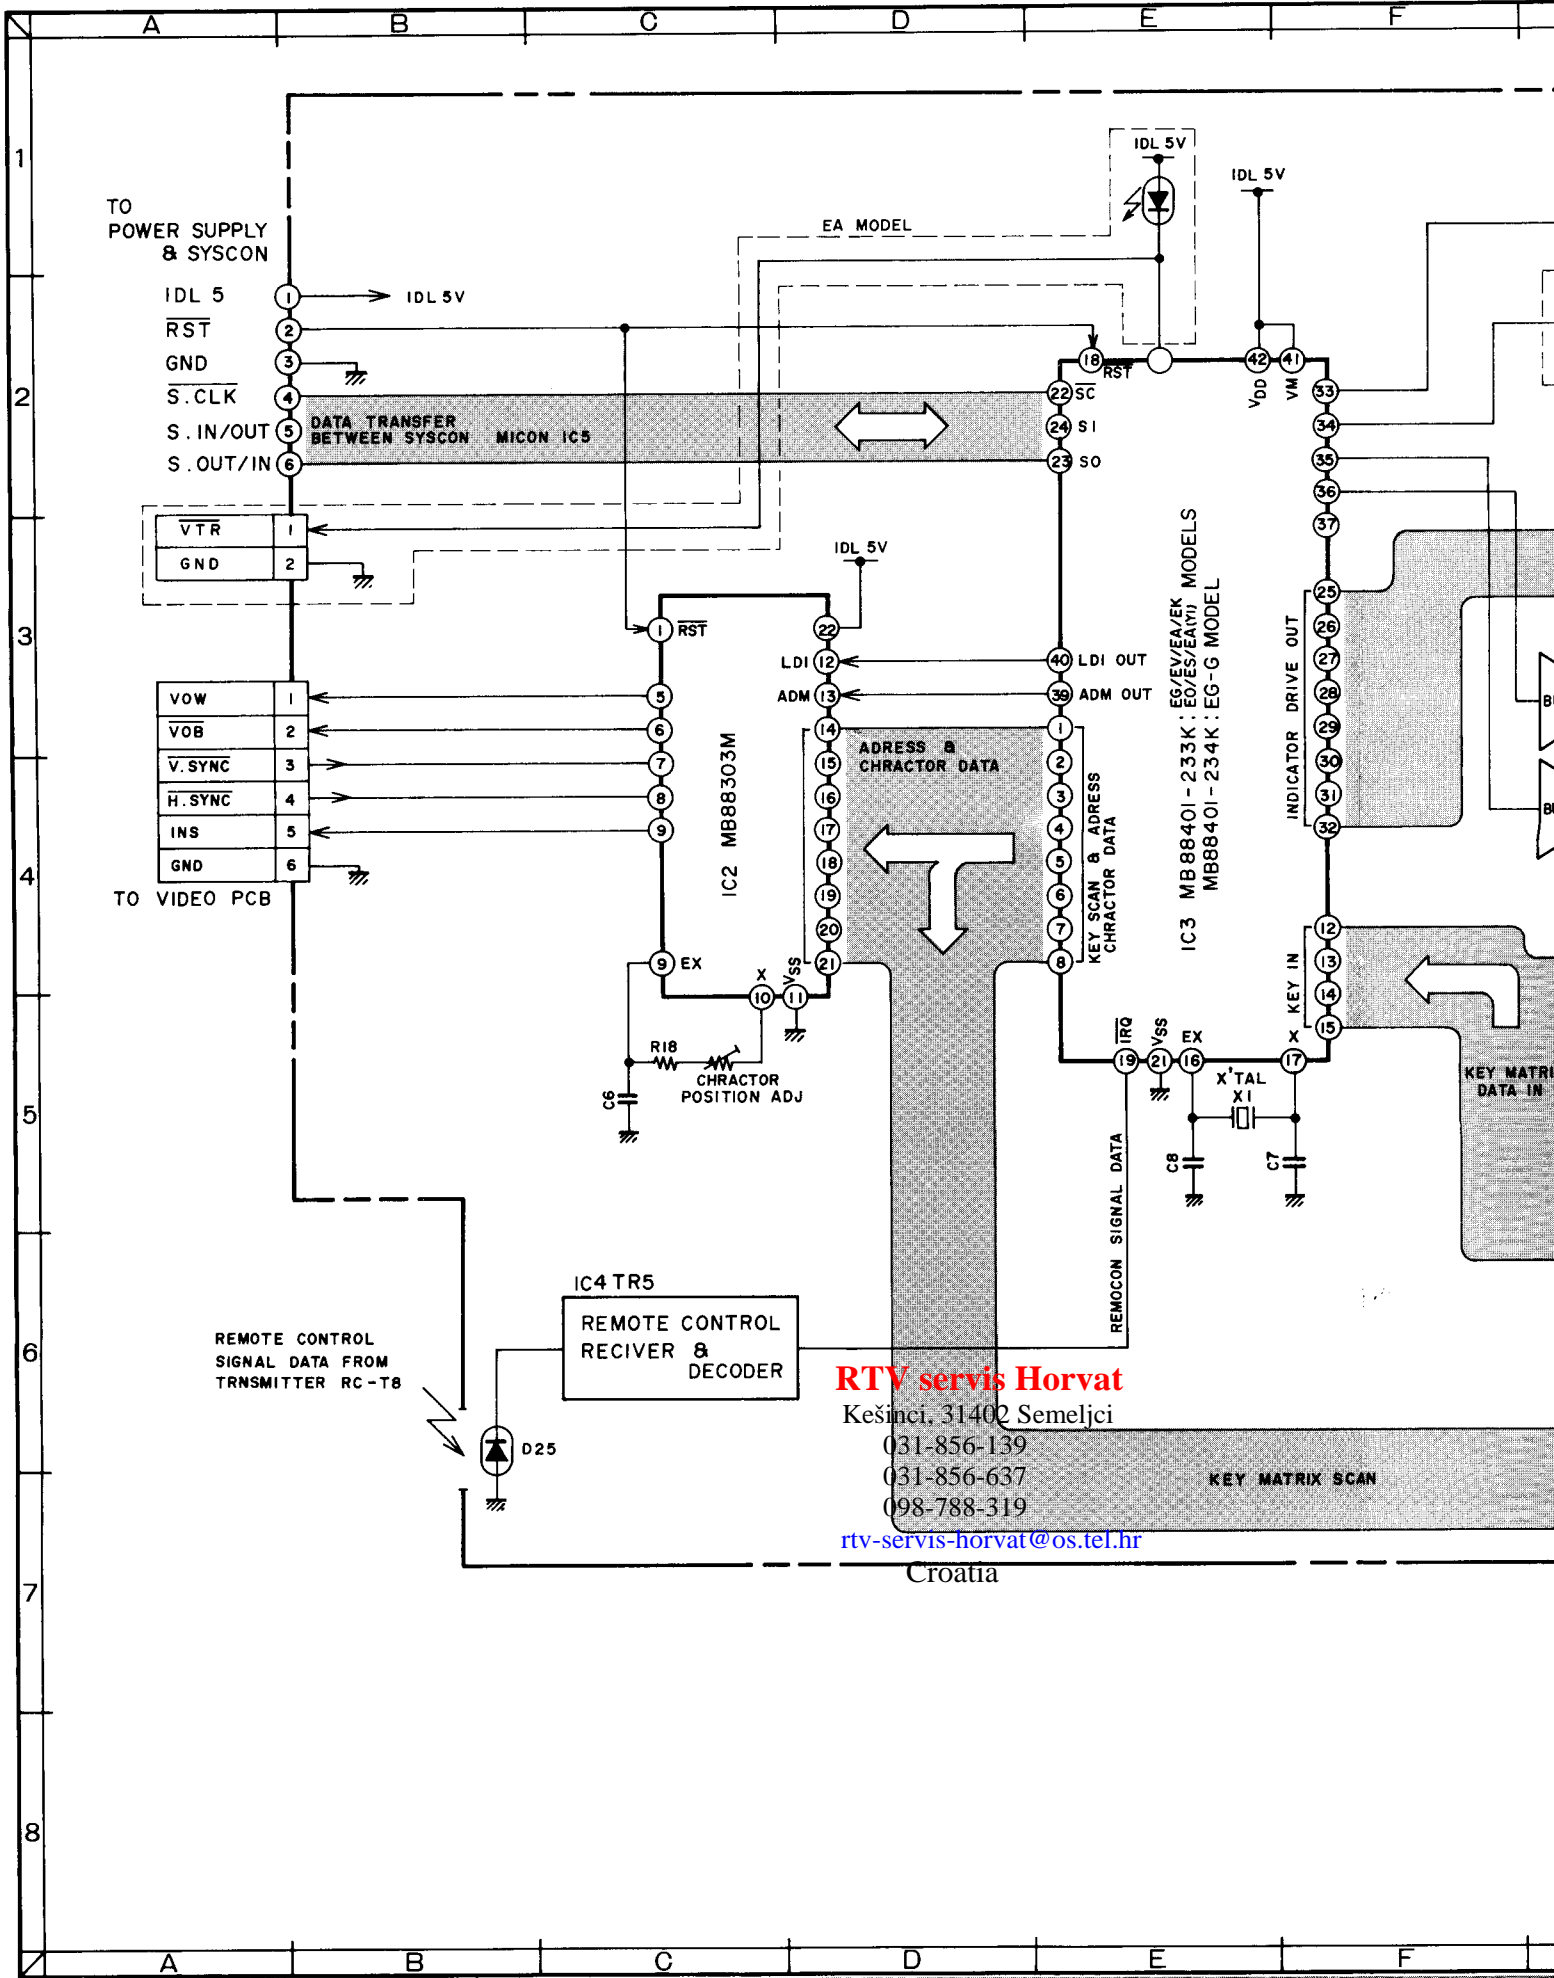 A B C D E F
1
IDL 5V
IDL 5V
TO
POWER SUPPLY
& SYSCON
EA MODEL
IDL 5 1 IDL 5V
RST 2
GND 3
S.CLK 4
S.IN/OUT 5
S.OUT/IN 6
2
DATA TRANSFER
BETWEEN SYSCON MICON IC5
18 42 41
RST VDD VM
22 SC
24 SI
23 SO
33
34
35
36
37
VTR 1
GND 2
IDL 5V
3
1 RST
22
LDI 12
ADM 13
40 LDI OUT
39 ADM OUT
25
26
27
28
29
30
31
32
INDICATOR DRIVE OUT
VOW 1
VOB 2
V.SYNC 3
H.SYNC 4
INS 5
GND 6
TO VIDEO PCB
5
6
7
8
9
IC2 MB88303M
14
15
16
17
18
19
20
21
ADRESS &
CHRACTOR DATA
1
2
3
4
5
6
7
8
KEY SCAN & ADRESS
CHRACTOR DATA
IC3 MB88401-233K: EG/EV/EA/EK
EO/ES/EA(Y) MODELS
MB88401-234K: EG-G MODEL
4
9 EX
X VSS
10 11
12
13
14
15
KEY IN
IRQ VSS EX X
19 21 16 17
R18
CHRACTOR
POSITION ADJ
C6
X'TAL
X1
C8 C7
KEY MATRI
DATA IN
5
REMOCON SIGNAL DATA
IC4 TR5
REMOTE CONTROL
RECIVER &
DECODER
REMOTE CONTROL
SIGNAL DATA FROM
TRNSMITTER RC-T8
6
D25
RTV servis Horvat
Kešinci, 31402 Semeljci
031-856-139
031-856-637
098-788-319
rtv-servis-horvat@os.tel.hr
Croatia
KEY MATRIX SCAN
7
8
A B C D E F